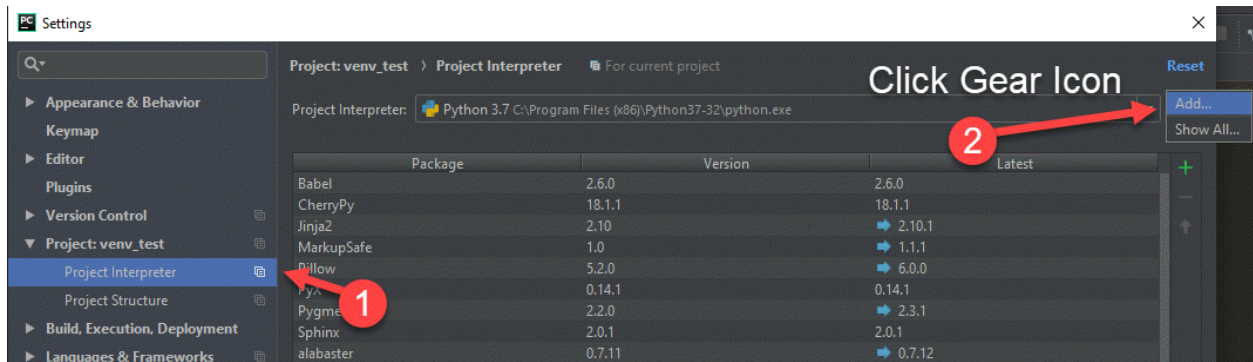 PC Settings
Project: venv_test > Project Interpreter For current project Reset
Click Gear Icon
Appearance & Behavior
Keymap
Editor
Plugins
Version Control
Project: venv_test
Project Interpreter
Project Structure
Build, Execution, Deployment
Languages & Frameworks
Project Interpreter: Python 3.7 C:\Program Files (x86)\Python37-32\python.exe
Add...
Show All...
1
2
Package Version Latest
Babel 2.6.0 2.6.0
CherryPy 18.1.1 18.1.1
Jinja2 2.10 2.10.1
MarkupSafe 1.0 1.1.1
Pillow 5.2.0 6.0.0
PyX 0.14.1 0.14.1
Pygme 2.2.0 2.3.1
Sphinx 2.0.1 2.0.1
alabaster 0.7.11 0.7.12